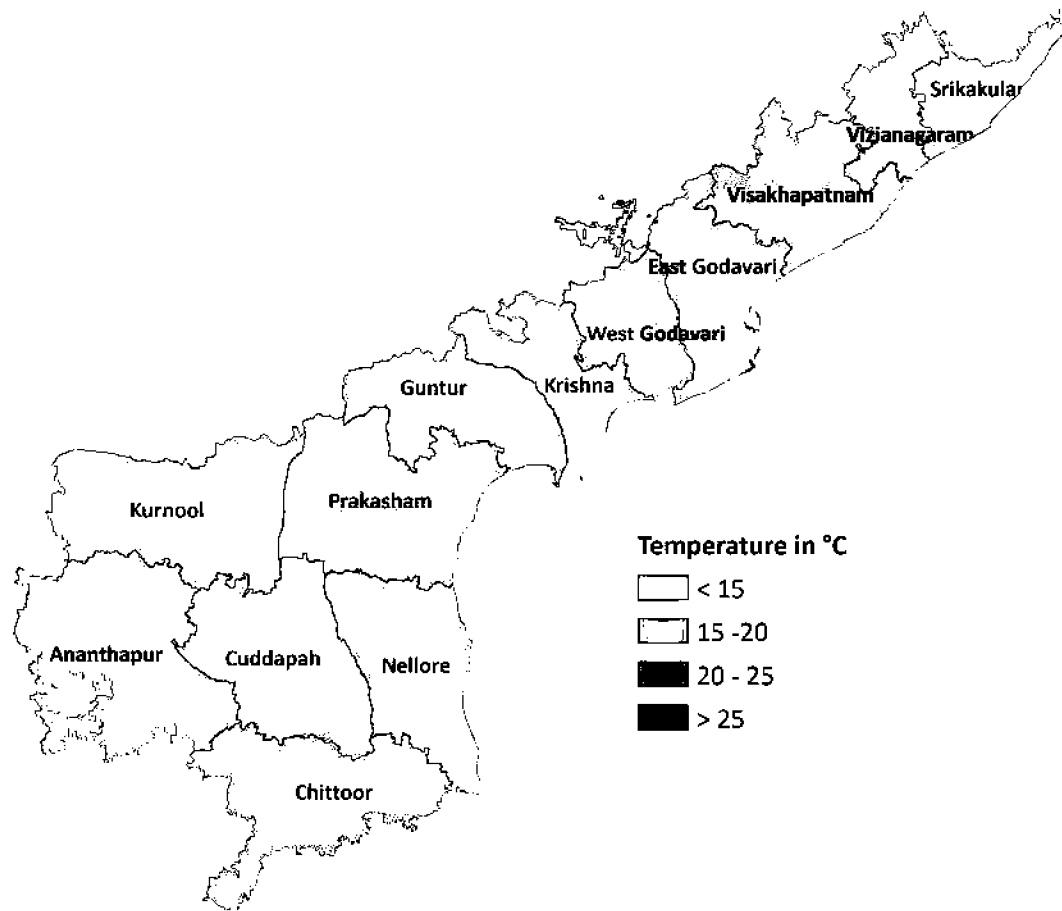 Srikakular
Vizianagaram
Visakhapatnam
East Godavari
West Godavari
Krishna
Guntur
Prakasham
Kurnool
Ananthapur
Cuddapah
Nellore
Chittoor
Temperature in °C
< 15
15 -20
20 - 25
> 25